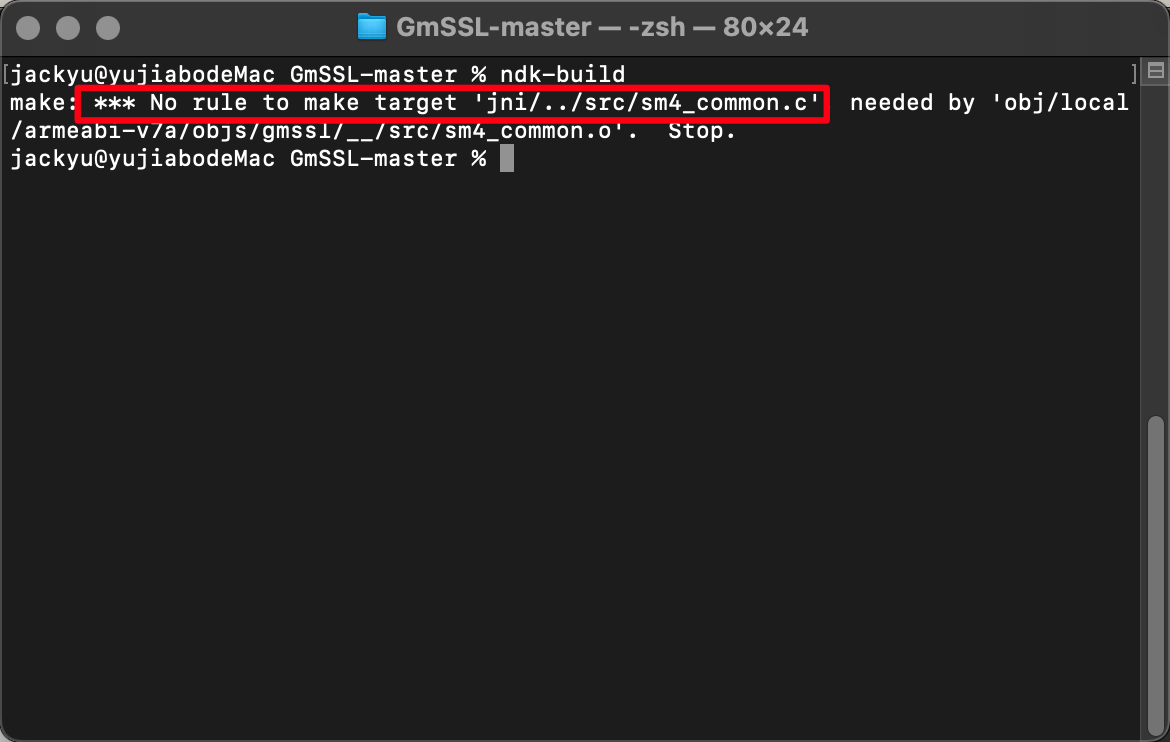 GmSSL-master — -zsh — 80×24
[jackyu@yujiabodeMac GmSSL-master % ndk-build ]
make: *** No rule to make target 'jni/../src/sm4_common.c' needed by 'obj/local
/armeabi-v7a/objs/gmssl/__/src/sm4_common.o'.  Stop.
jackyu@yujiabodeMac GmSSL-master %